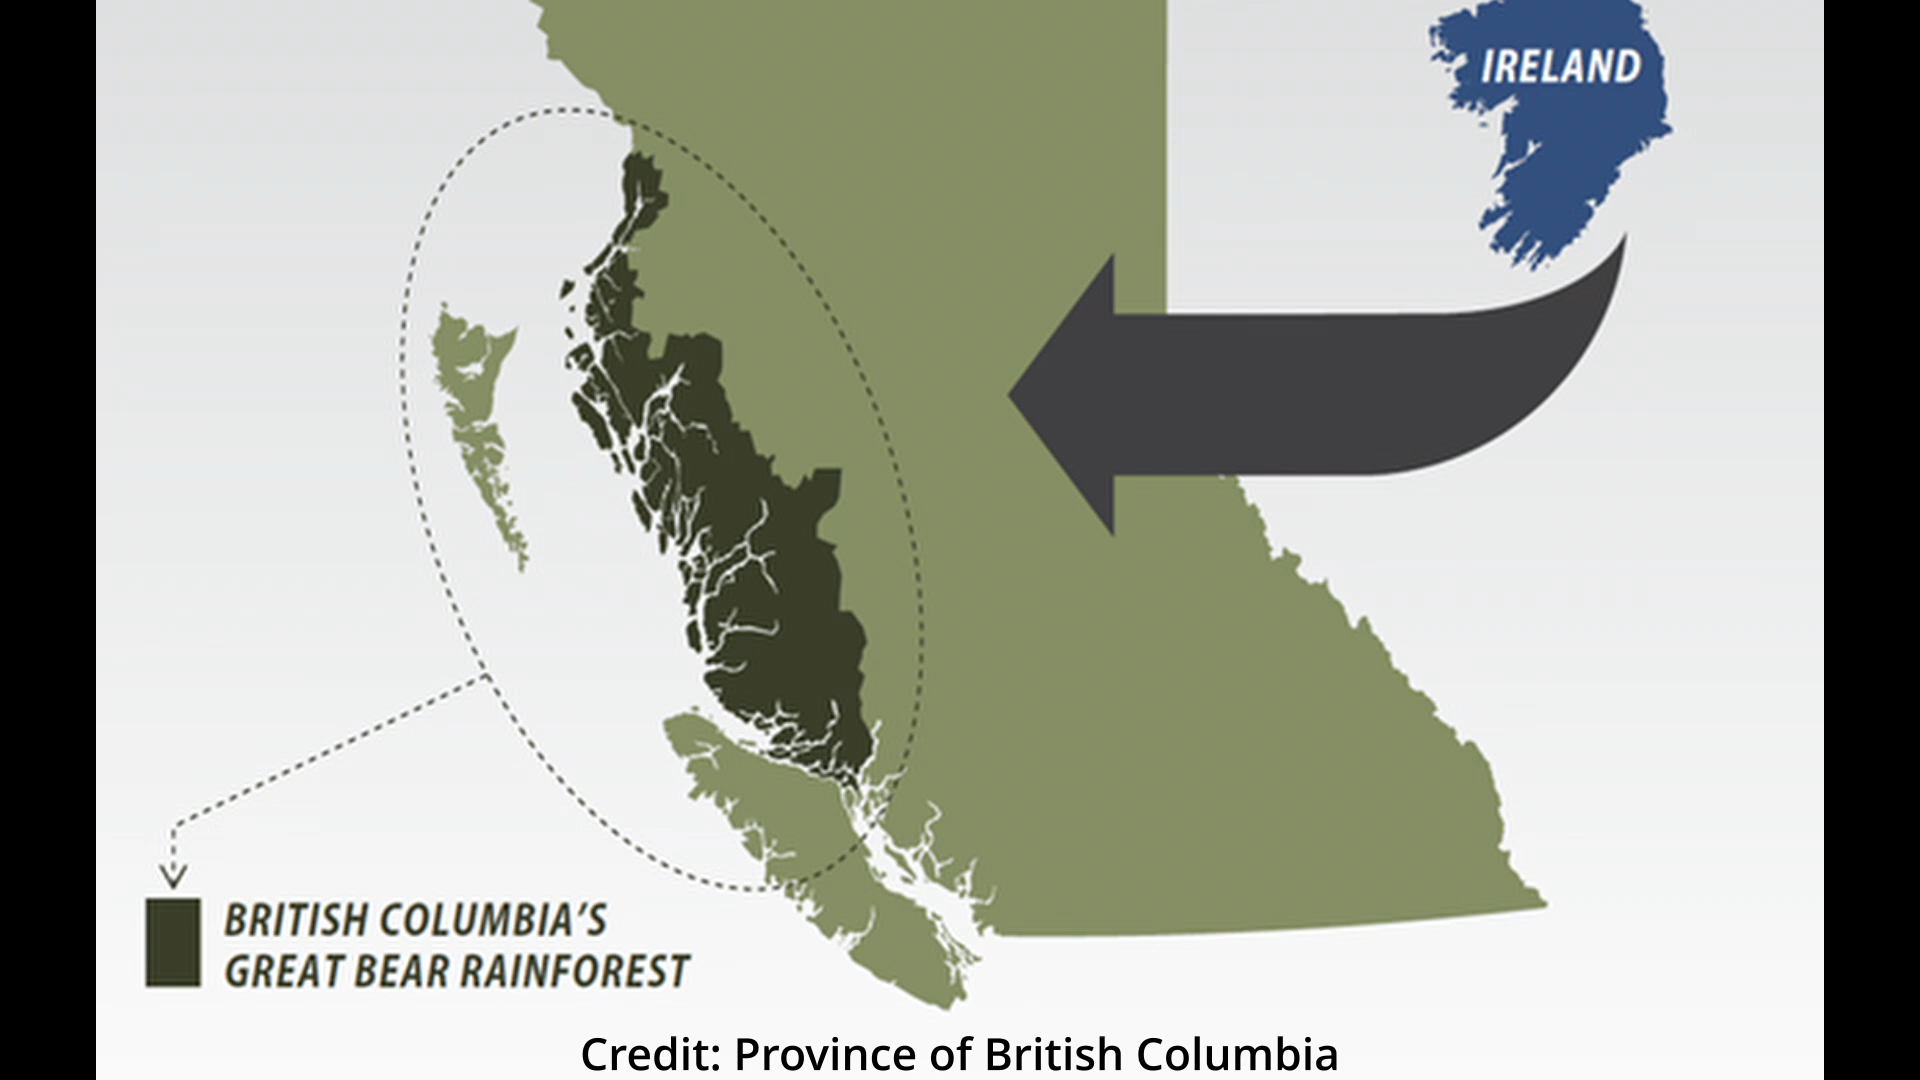 IRELAND
BRITISH COLUMBIA'S
GREAT BEAR RAINFOREST
Credit: Province of British Columbia